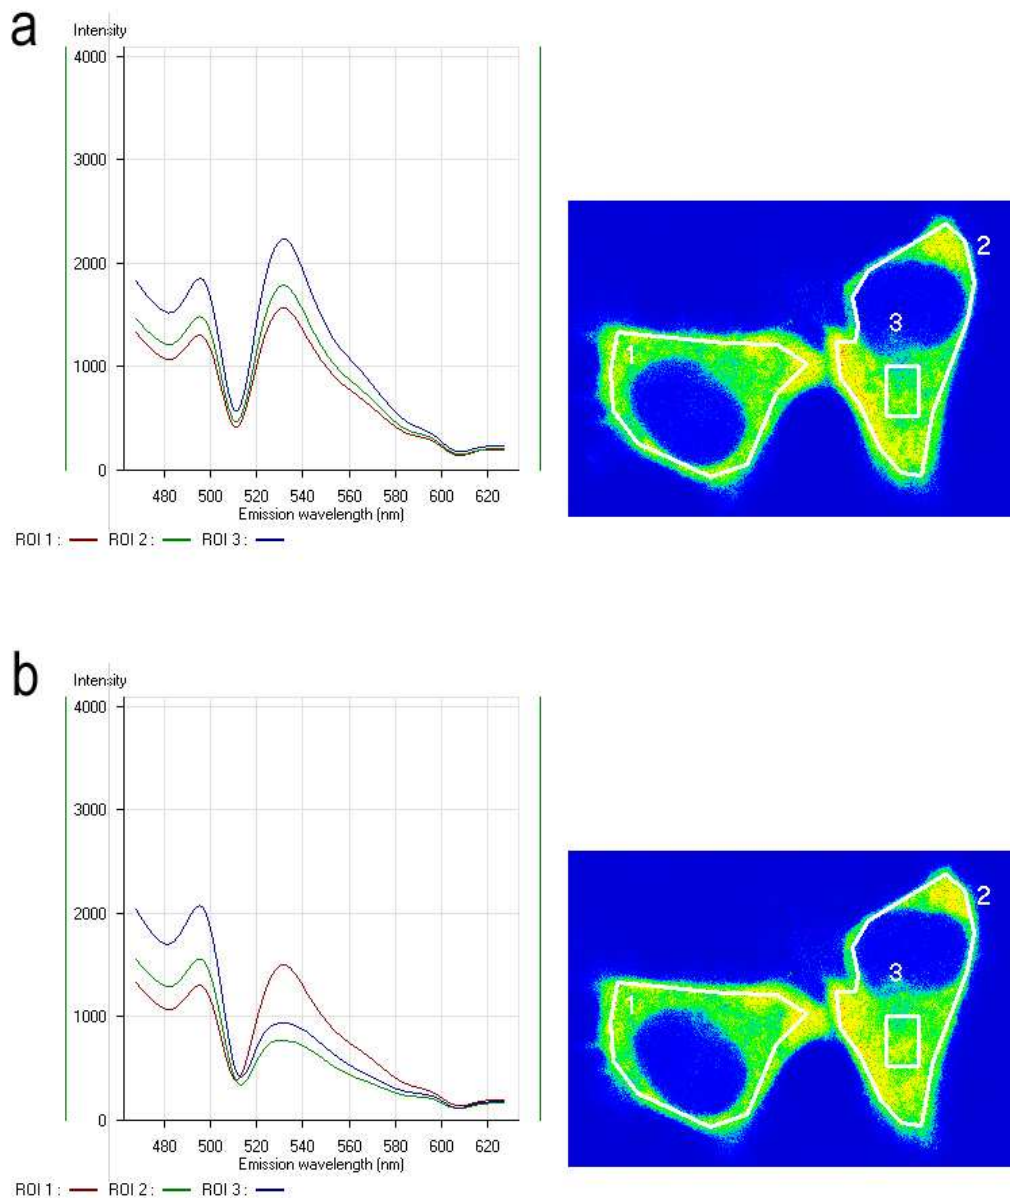 a
Intensity
4000
3000
2000
1000
0
480 500 520 540 560 580 600 620
Emission wavelength (nm)
ROI 1 : ROI 2 : ROI 3 :
2
3
1
b
Intensity
4000
3000
2000
1000
0
480 500 520 540 560 580 600 620
Emission wavelength (nm)
ROI 1 : ROI 2 : ROI 3 :
2
3
1